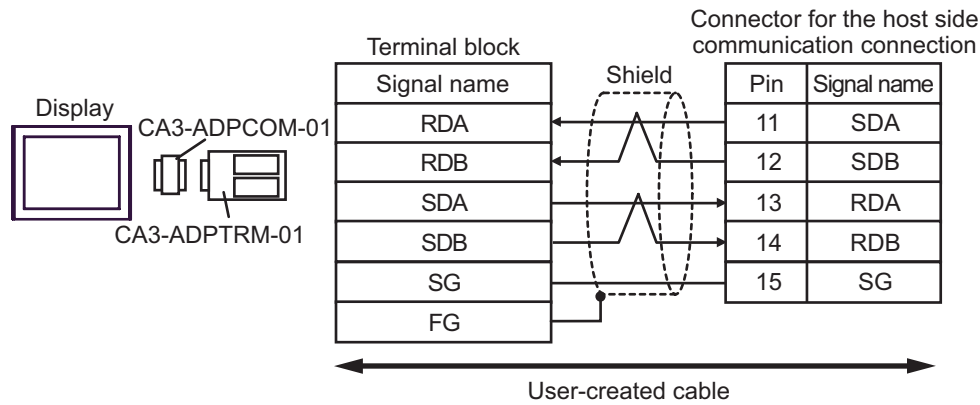 Connector for the host side
communication connection
Terminal block
Signal name
Shield
Pin
Signal name
Display
CA3-ADPCOM-01
CA3-ADPTRM-01
RDA
11
SDA
RDB
12
SDB
SDA
13
RDA
SDB
14
RDB
SG
15
SG
FG
User-created cable